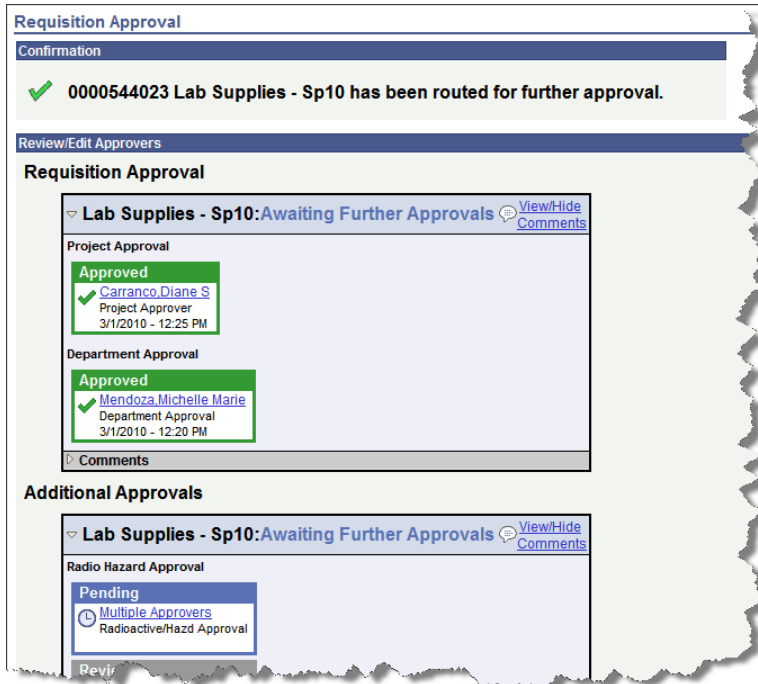 Requisition Approval
Confirmation
0000544023 Lab Supplies - Sp10 has been routed for further approval.
Review/Edit Approvers
Requisition Approval
Lab Supplies - Sp10:Awaiting Further Approvals View/Hide
Comments
Project Approval
Approved
Carranco,Diane S
Project Approver
3/1/2010 - 12:25 PM
Department Approval
Approved
Mendoza,Michelle Marie
Department Approval
3/1/2010 - 12:20 PM
Comments
Additional Approvals
Lab Supplies - Sp10:Awaiting Further Approvals View/Hide
Comments
Radio Hazard Approval
Pending
Multiple Approvers
Radioactive/Hazd Approval